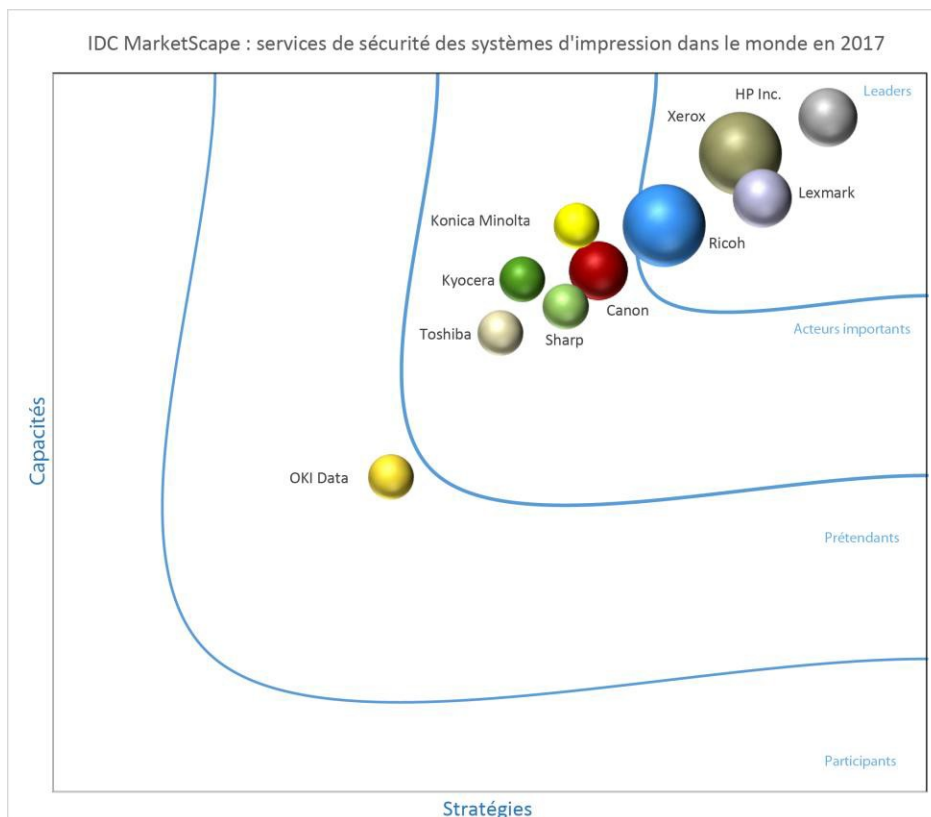 IDC MarketScape : services de sécurité des systèmes d'impression dans le monde en 2017
Leaders
HP Inc.
Xerox
Lexmark
Konica Minolta
Ricoh
Kyocera
Canon
Acteurs importants
Toshiba
Sharp
Capacités
OKI Data
Prétendants
Participants
Stratégies